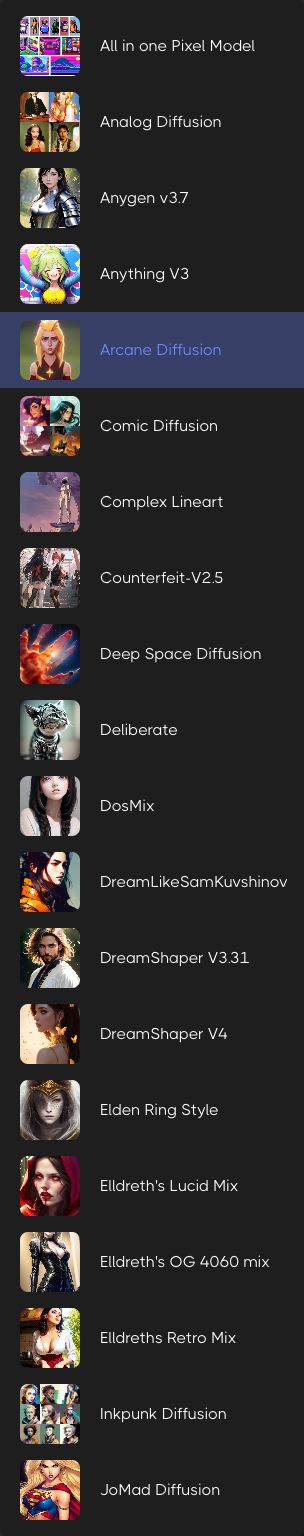 All in one Pixel Model
Analog Diffusion
Anygen v3.7
Anything V3
Arcane Diffusion
Comic Diffusion
Complex Lineart
Counterfeit-V2.5
Deep Space Diffusion
Deliberate
DosMix
DreamLikeSamKuvshinov
DreamShaper V3.31
DreamShaper V4
Elden Ring Style
Elldreth's Lucid Mix
Elldreth's OG 4060 mix
Elldreths Retro Mix
Inkpunk Diffusion
JoMad Diffusion